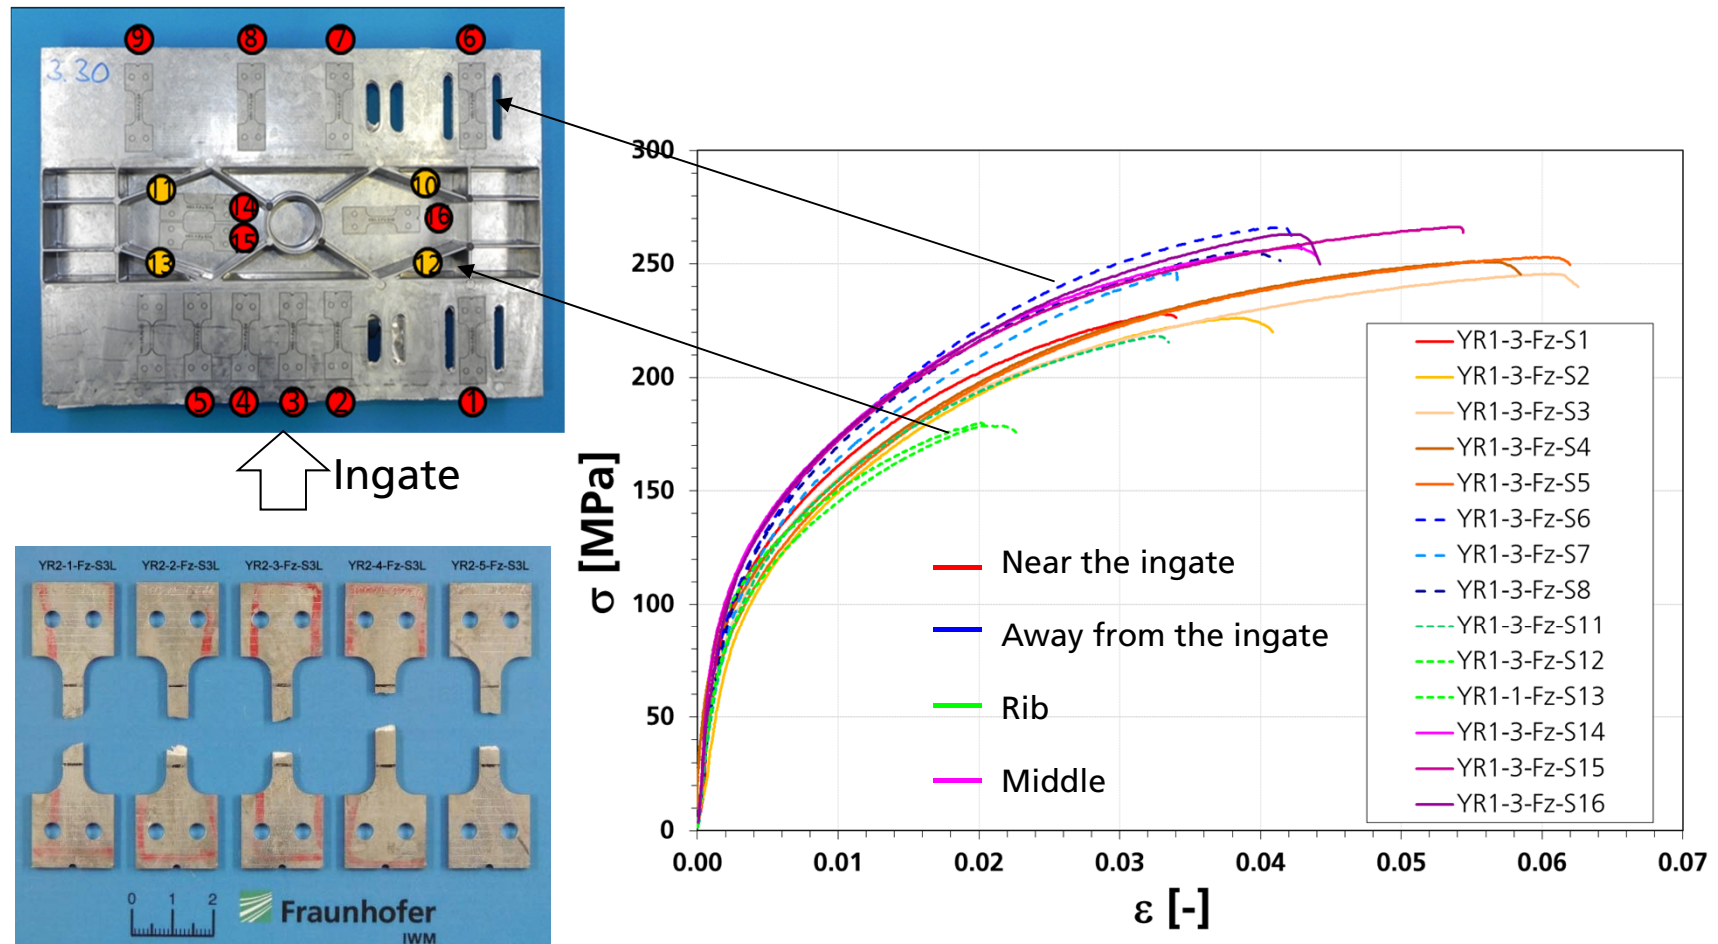 9
8
7
6
3.30
11
10
14
16
15
13
12
5
4
3
2
1
Ingate
YR2-1-Fz-S3L
YR2-2-Fz-S3L
YR2-3-Fz-S3L
YR2-4-Fz-S3L
YR2-5-Fz-S3L
0 1 2
Fraunhofer
IWM
300
250
200
150
100
50
0
σ [MPa]
0.00 0.01 0.02 0.03 0.04 0.05 0.06 0.07
ε [-]
Near the ingate
Away from the ingate
Rib
Middle
YR1-3-Fz-S1
YR1-3-Fz-S2
YR1-3-Fz-S3
YR1-3-Fz-S4
YR1-3-Fz-S5
YR1-3-Fz-S6
YR1-3-Fz-S7
YR1-3-Fz-S8
YR1-3-Fz-S11
YR1-3-Fz-S12
YR1-1-Fz-S13
YR1-3-Fz-S14
YR1-3-Fz-S15
YR1-3-Fz-S16